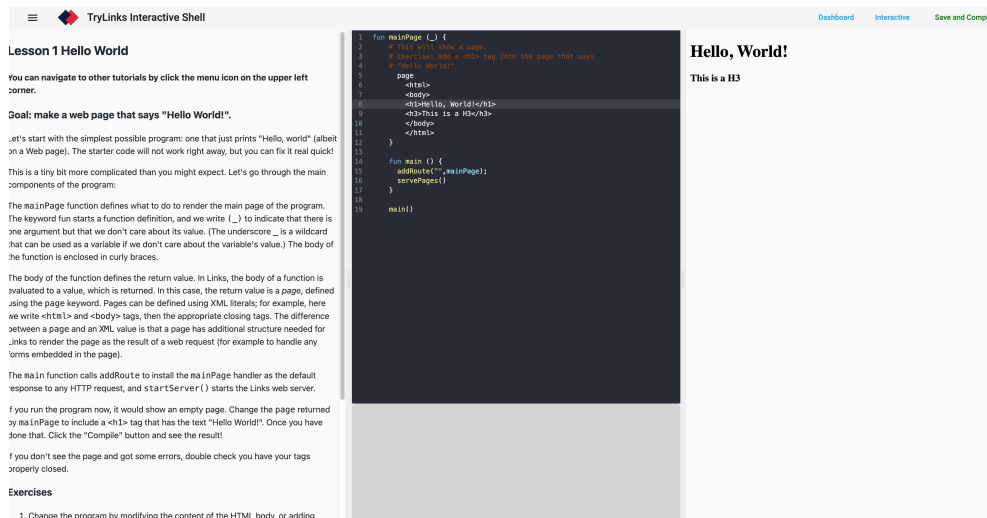 TryLinks Interactive Shell
Dashboard
Interactive
Save and Compi
Lesson 1 Hello World
You can navigate to other tutorials by click the menu icon on the upper left
corner.
Goal: make a web page that says "Hello World!".
Let's start with the simplest possible program: one that just prints "Hello, world" (albeit
on a Web page). The starter code will not work right away, but you can fix it real quick!
This is a tiny bit more complicated than you might expect. Let's go through the main
components of the program:
The mainPage function defines what to do to render the main page of the program.
The keyword fun starts a function definition, and we write (_) to indicate that there is
one argument but that we don't care about its value. (The underscore _ is a wildcard
that can be used as a variable if we don't care about the variable's value.) The body of
the function is enclosed in curly braces.
The body of the function defines the return value. In Links, the body of a function is
evaluated to a value, which is returned. In this case, the return value is a page, defined
using the page keyword. Pages can be defined using XML literals; for example, here
we write <html> and <body> tags, then the appropriate closing tags. The difference
between a page and an XML value is that a page has additional structure needed for
Links to render the page as the result of a web request (for example to handle any
forms embedded in the page).
The main function calls addRoute to install the mainPage handler as the default
response to any HTTP request, and startServer() starts the Links web server.
If you run the program now, it would show an empty page. Change the page returned
by mainPage to include a <h1> tag that has the text "Hello World!". Once you have
done that. Click the "Compile" button and see the result!
If you don't see the page and got some errors, double check you have your tags
properly closed.
Exercises
1. Change the program by modifying the content of the HTML body, or adding
1 fun mainPage (_) {
2 # This will show a page.
3 # Exercise: add a <h1> tag into the page that says
4 # "Hello World!"
5 page
6 <html>
7 <body>
8 <h1>Hello, World!</h1>
9 <h3>This is a H3</h3>
10 </body>
11 </html>
12 }
13
14 fun main () {
15 addRoute("",mainPage);
16 servePages()
17 }
18
19 main()
Hello, World!
This is a H3